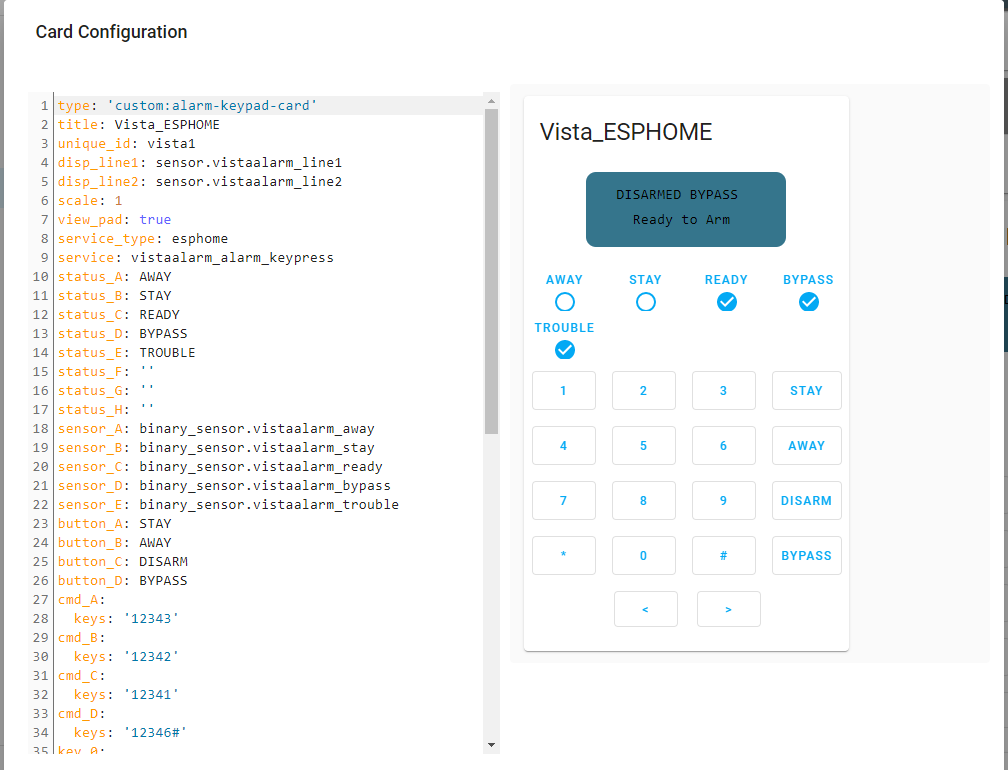 Card Configuration
1 type: 'custom:alarm-keypad-card'
2 title: Vista_ESPHOME
3 unique_id: vista1
4 disp_line1: sensor.vistaalarm_line1
5 disp_line2: sensor.vistaalarm_line2
6 scale: 1
7 view_pad: true
8 service_type: esphome
9 service: vistaalarm_alarm_keypress
10 status_A: AWAY
11 status_B: STAY
12 status_C: READY
13 status_D: BYPASS
14 status_E: TROUBLE
15 status_F: ''
16 status_G: ''
17 status_H: ''
18 sensor_A: binary_sensor.vistaalarm_away
19 sensor_B: binary_sensor.vistaalarm_stay
20 sensor_C: binary_sensor.vistaalarm_ready
21 sensor_D: binary_sensor.vistaalarm_bypass
22 sensor_E: binary_sensor.vistaalarm_trouble
23 button_A: STAY
24 button_B: AWAY
25 button_C: DISARM
26 button_D: BYPASS
27 cmd_A:
28   keys: '12343'
29 cmd_B:
30   keys: '12342'
31 cmd_C:
32   keys: '12341'
33 cmd_D:
34   keys: '12346#'
35 key_0:
Vista_ESPHOME
DISARMED BYPASS
Ready to Arm
AWAY STAY READY BYPASS
TROUBLE
1 2 3 STAY
4 5 6 AWAY
7 8 9 DISARM
* 0 # BYPASS
< >